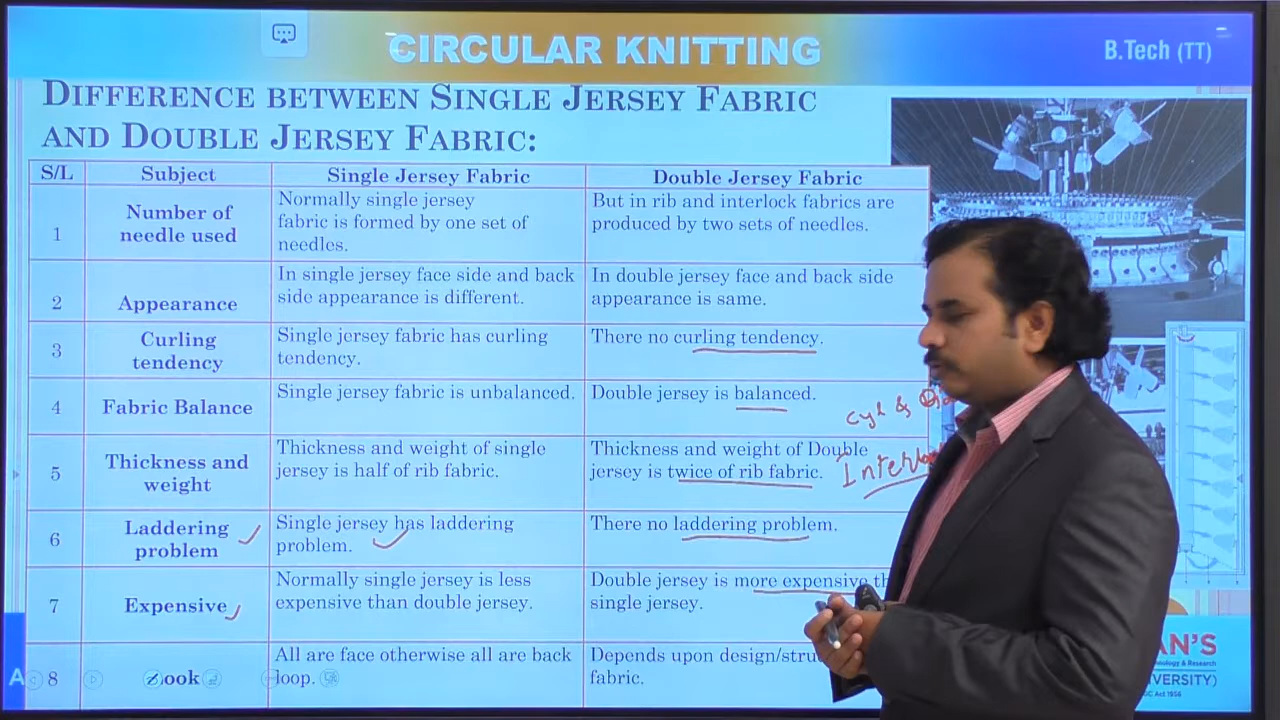 CIRCULAR KNITTING
B.Tech (TT)
DIFFERENCE BETWEEN SINGLE JERSEY FABRIC
AND DOUBLE JERSEY FABRIC:
S/L
Subject
Single Jersey Fabric
Double Jersey Fabric
1
Number of
needle used
Normally single jersey
fabric is formed by one set of
needles.
But in rib and interlock fabrics are
produced by two sets of needles.
2
Appearance
In single jersey face side and back
side appearance is different.
In double jersey face and back side
appearance is same.
3
Curling
tendency
Single jersey fabric has curling
tendency.
There no curling tendency.
4
Fabric Balance
Single jersey fabric is unbalanced.
Double jersey is balanced.
cyl &
5
Thickness and
weight
Thickness and weight of single
jersey is half of rib fabric.
Thickness and weight of Double
jersey is twice of rib fabric.
6
Laddering
problem
Single jersey has laddering
problem.
There no laddering problem.
7
Expensive
Normally single jersey is less
expensive than double jersey.
Double jersey is more expensive
single jersey.
8
All are face otherwise all are back
loop.
Depends upon design/
fabric.
AN'S
& Research
VERSITY)
Act 1956